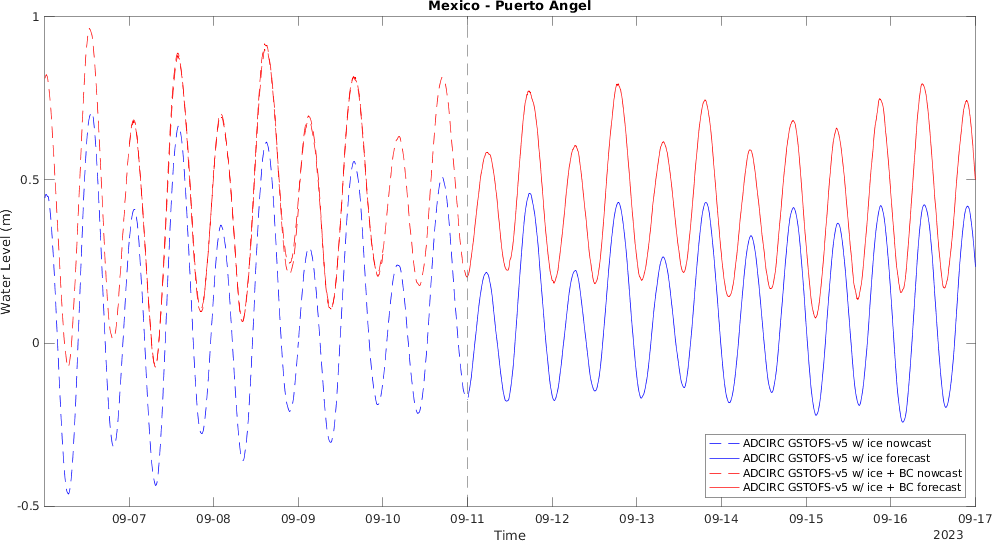 Mexico - Puerto Angel
1
0.5
0
-0.5
Water Level (m)
09-07 09-08 09-09 09-10 09-11 09-12 09-13 09-14 09-15 09-16 09-17
Time
2023
ADCIRC GSTOFS-v5 w/ ice nowcast
ADCIRC GSTOFS-v5 w/ ice forecast
ADCIRC GSTOFS-v5 w/ ice + BC nowcast
ADCIRC GSTOFS-v5 w/ ice + BC forecast